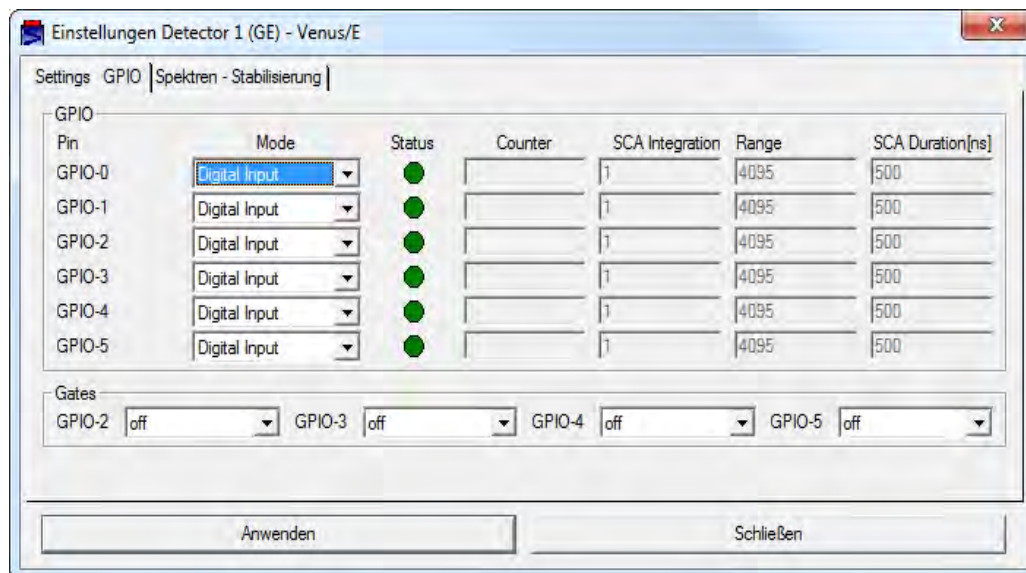 Einstellungen Detector 1 (GE) - Venus/E
Settings GPIO Spektren - Stabilisierung
GPIO
Pin Mode Status Counter SCA Integration Range SCA Duration[ns]
GPIO-0 Digital Input 1 4095 500
GPIO-1 Digital Input 1 4095 500
GPIO-2 Digital Input 1 4095 500
GPIO-3 Digital Input 1 4095 500
GPIO-4 Digital Input 1 4095 500
GPIO-5 Digital Input 1 4095 500
Gates
GPIO-2 off GPIO-3 off GPIO-4 off GPIO-5 off
Anwenden Schließen